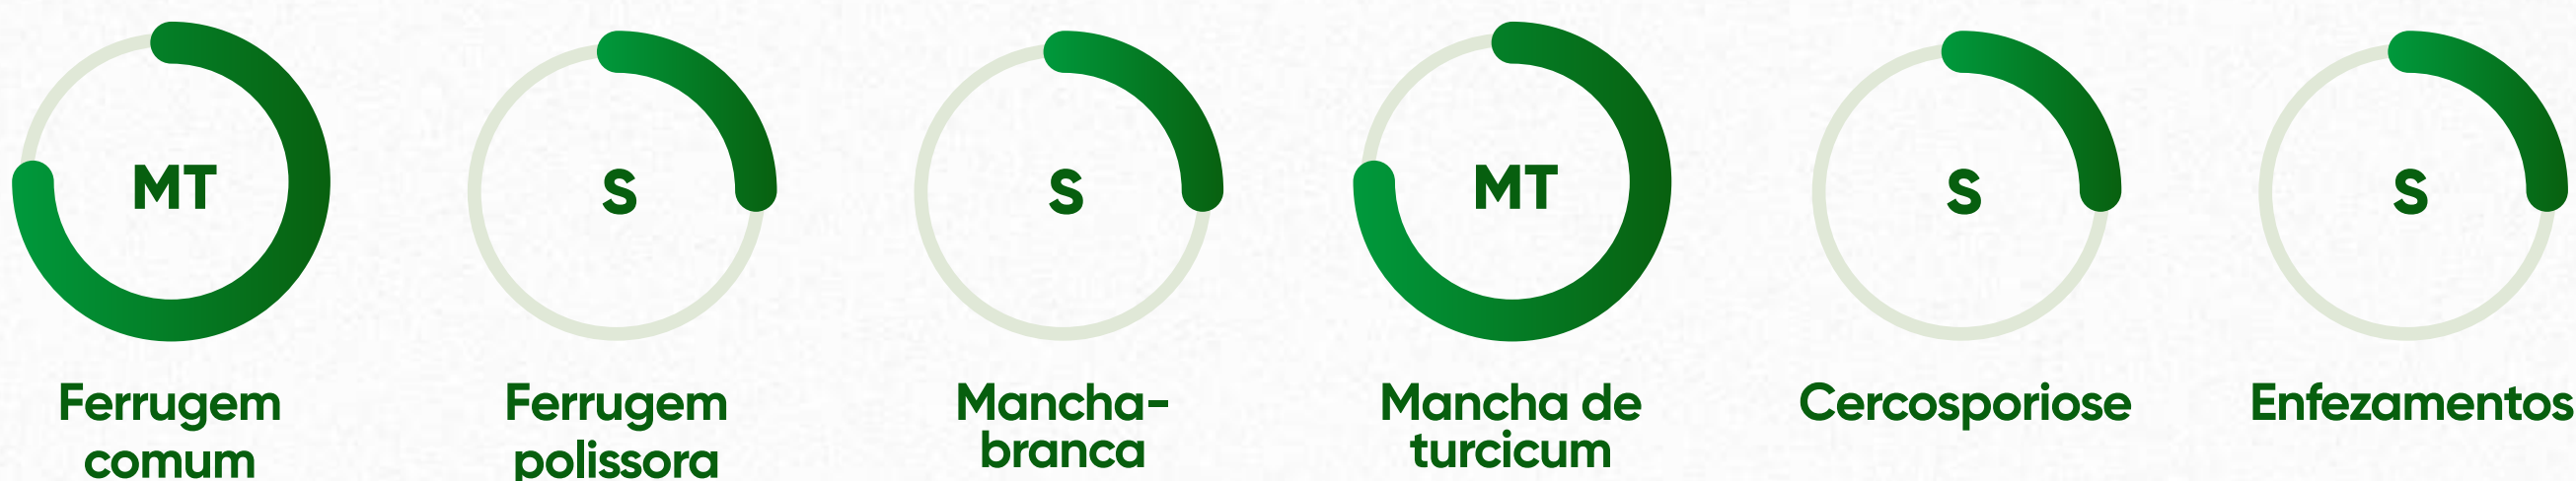 MT
S
S
MT
S
S
Ferrugem
comum
Ferrugem
polissora
Mancha-
branca
Mancha de
turcicum
Cercosporiose
Enfezamentos